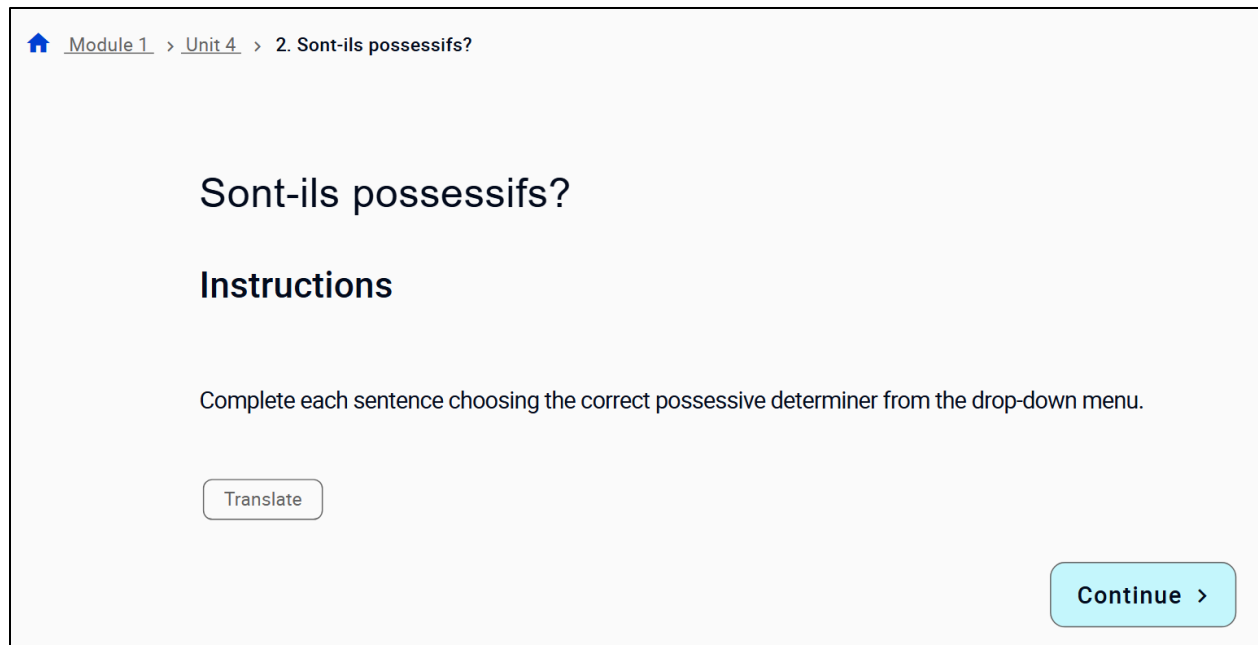 Module 1 > Unit 4 > 2. Sont-ils possessifs?
Sont-ils possessifs?
Instructions
Complete each sentence choosing the correct possessive determiner from the drop-down menu.
Translate
Continue >